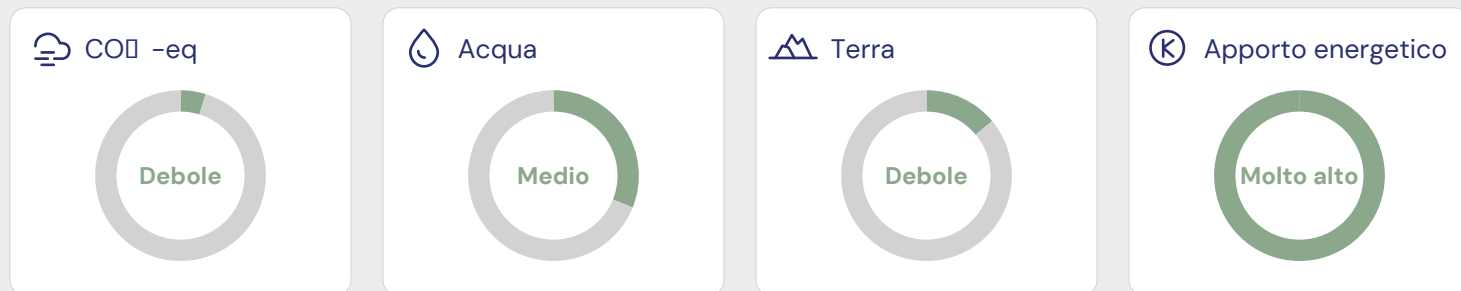 CO▯ -eq
Acqua
Terra
Apporto energetico
Debole
Medio
Debole
Molto alto